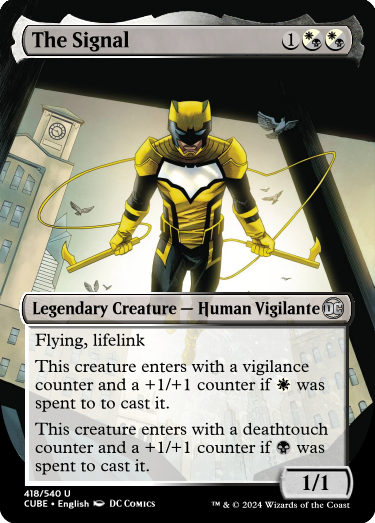 The Signal 1
Legendary Creature — Human Vigilante DC
Flying, lifelink
This creature enters with a vigilance
counter and a +1/+1 counter if was
spent to to cast it.
This creature enters with a deathtouch
counter and a +1/+1 counter if was
spent to cast it.
1/1
418/540 U
CUBE • English DC COMICS
™ & © 2024 Wizards of the Coast